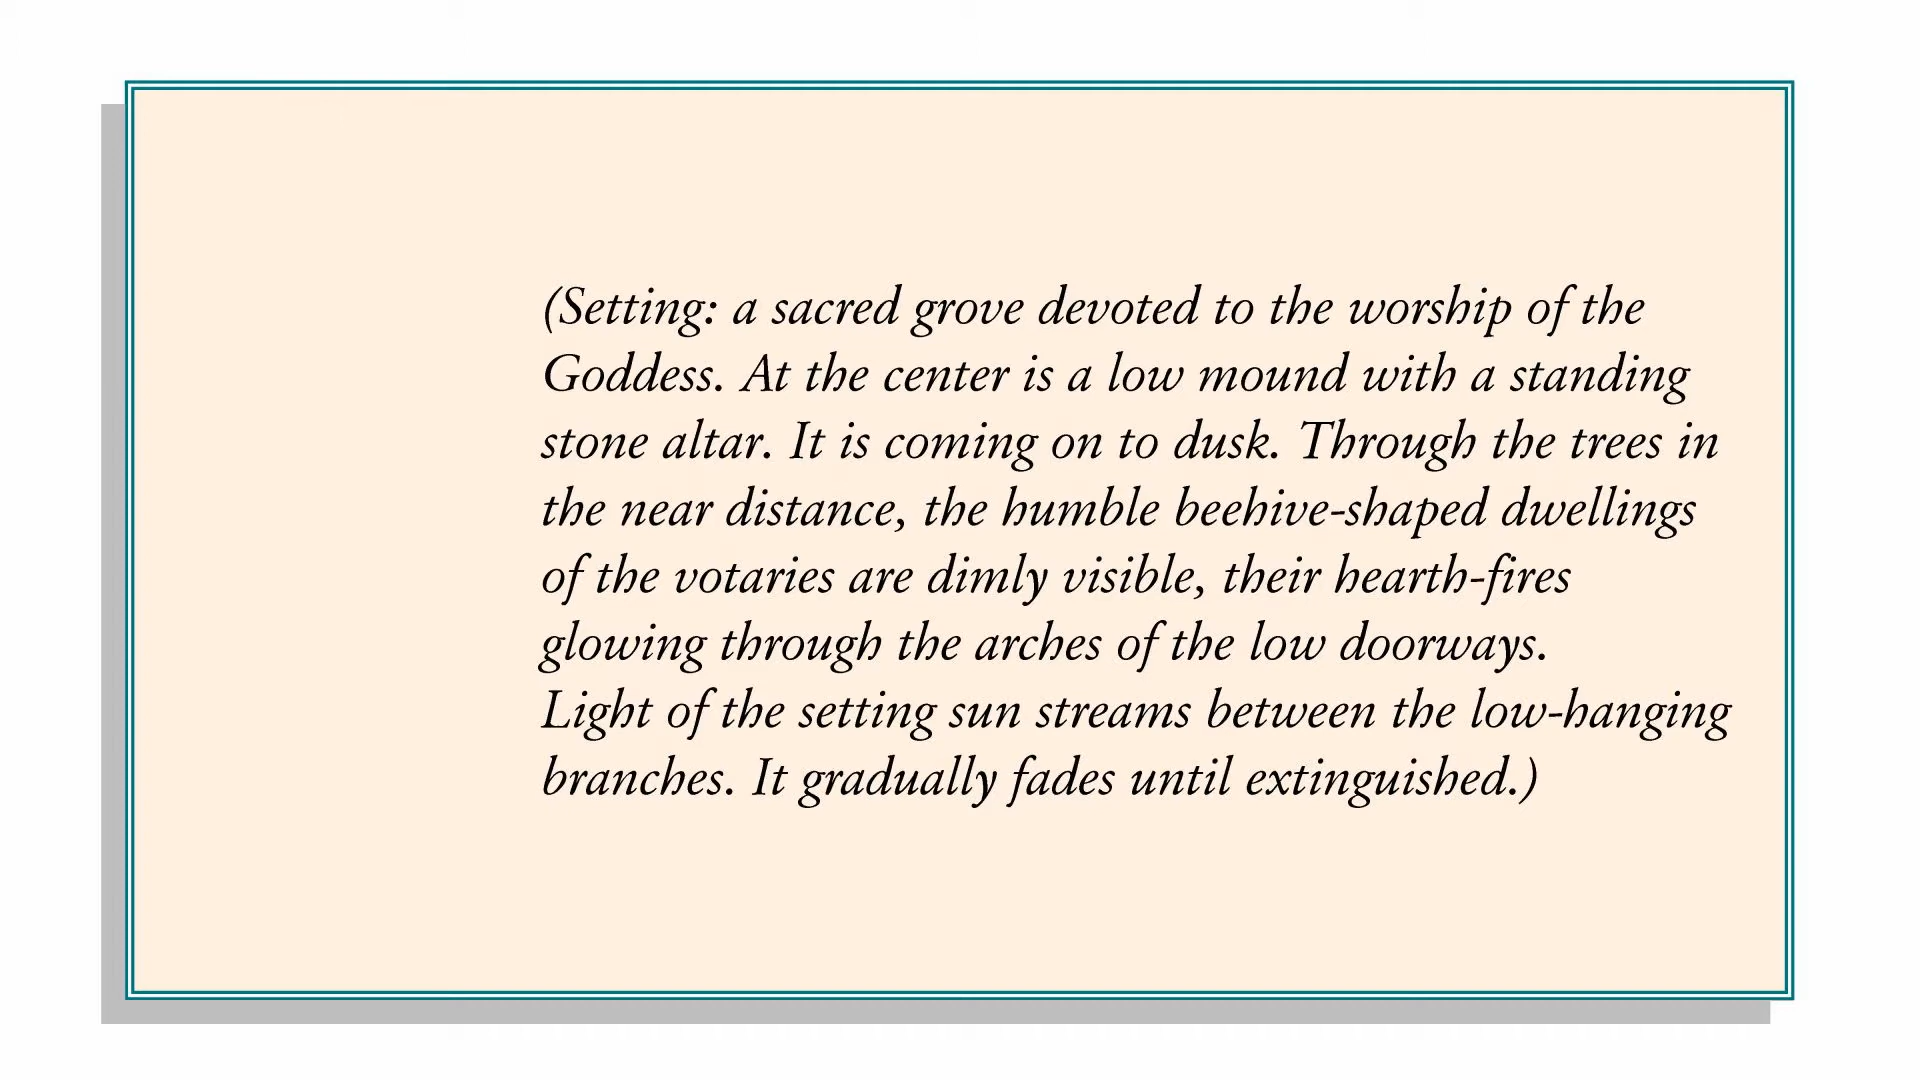 (Setting: a sacred grove devoted to the worship of the
Goddess. At the center is a low mound with a standing
stone altar. It is coming on to dusk. Through the trees in
the near distance, the humble beehive-shaped dwellings
of the votaries are dimly visible, their hearth-fires
glowing through the arches of the low doorways.
Light of the setting sun streams between the low-hanging
branches. It gradually fades until extinguished.)